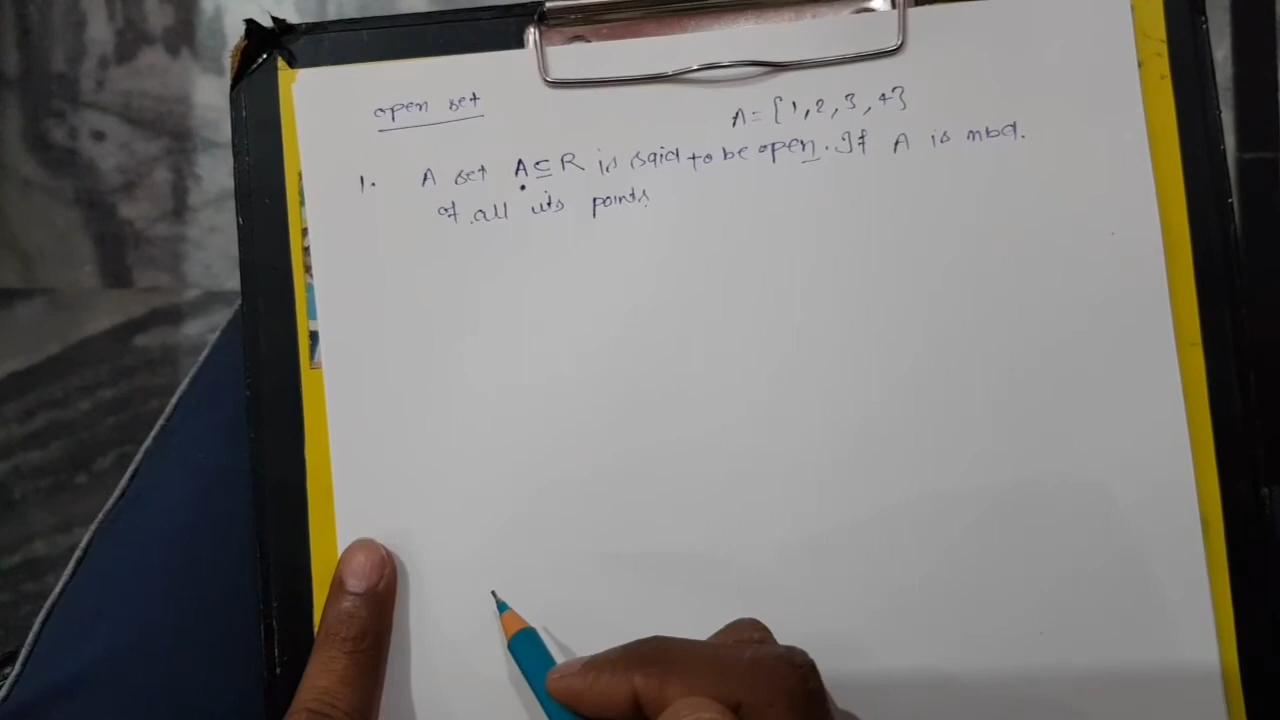 open set
A = {1, 2, 3, 4}
1. A set A ⊆ R is said to be open. If A is nbd.
of all its points